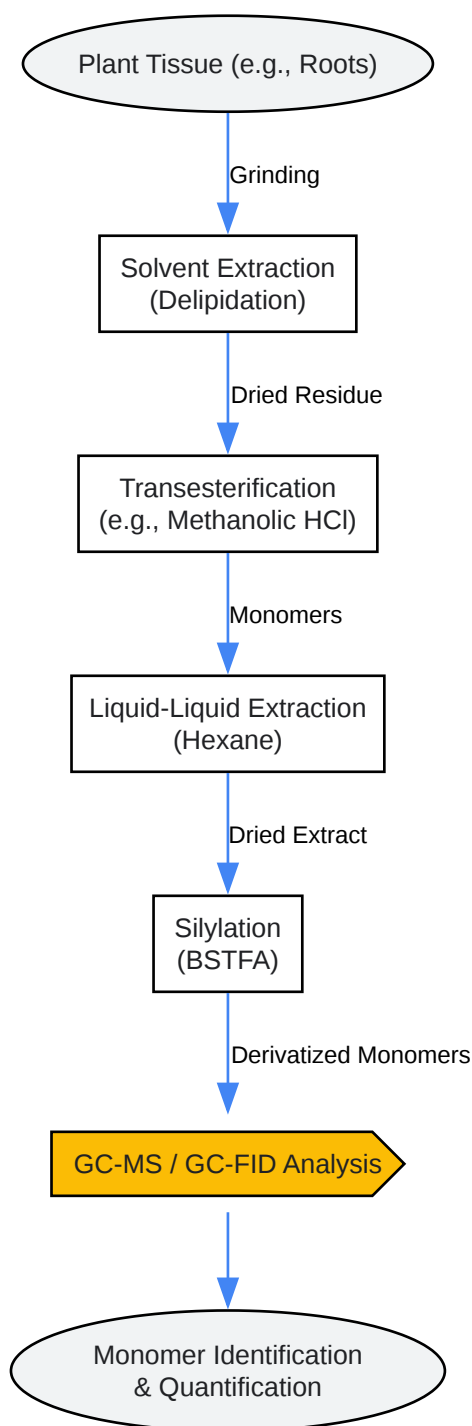 Plant Tissue (e.g., Roots)
Grinding
Solvent Extraction
(Delipidation)
Dried Residue
Transesterification
(e.g., Methanolic HCl)
Monomers
Liquid-Liquid Extraction
(Hexane)
Dried Extract
Silylation
(BSTFA)
Derivatized Monomers
GC-MS / GC-FID Analysis
Monomer Identification
& Quantification